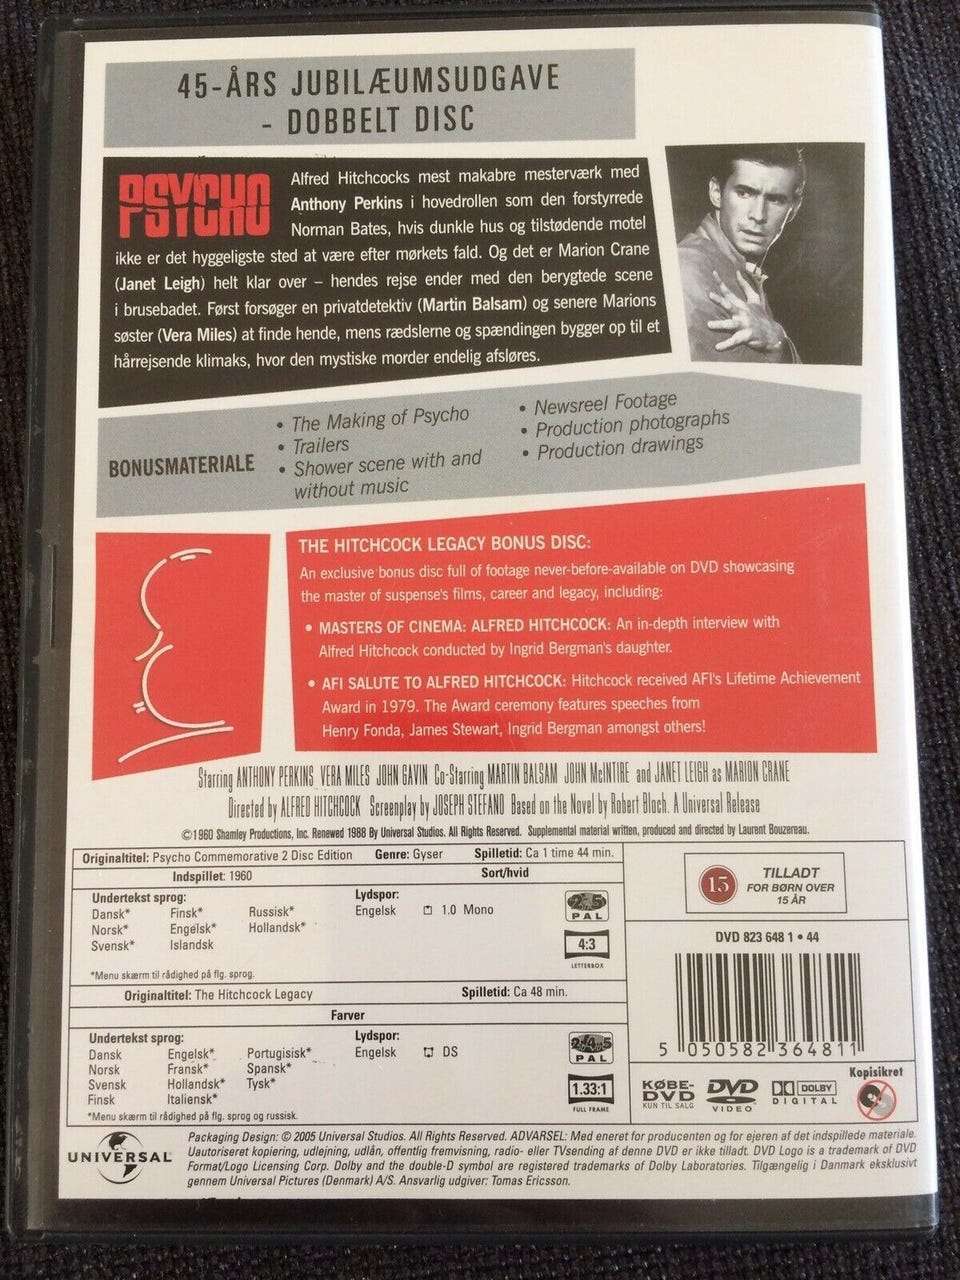 45-ÅRS JUBILÆUMSUDGAVE
- DOBBELT DISC
PSYCHO
Alfred Hitchcocks mest makabre mesterværk med
Anthony Perkins i hovedrollen som den forstyrrede
Norman Bates, hvis dunkle hus og tilstødende motel
ikke er det hyggeligste sted at være efter mørkets fald. Og det er Marion Crane
(Janet Leigh) helt klar over – hendes rejse ender med den berygtede scene
i brusebadet. Først forsøger en privatdetektiv (Martin Balsam) og senere Marions
søster (Vera Miles) at finde hende, mens rædslerne og spændingen bygger op til et
hårrejsende klimaks, hvor den mystiske morder endelig afsløres.
BONUSMATERIALE
• The Making of Psycho
• Trailers
• Shower scene with and
without music
• Newsreel Footage
• Production photographs
• Production drawings
THE HITCHCOCK LEGACY BONUS DISC:
An exclusive bonus disc full of footage never-before-available on DVD showcasing
the master of suspense's films, career and legacy, including:
• MASTERS OF CINEMA: ALFRED HITCHCOCK: An in-depth interview with
Alfred Hitchcock conducted by Ingrid Bergman's daughter.
• AFI SALUTE TO ALFRED HITCHCOCK: Hitchcock received AFI's Lifetime Achievement
Award in 1979. The Award ceremony features speeches from
Henry Fonda, James Stewart, Ingrid Bergman amongst others!
Starring ANTHONY PERKINS VERA MILES JOHN GAVIN Co-Starring MARTIN BALSAM JOHN McINTIRE and JANET LEIGH as MARION CRANE
Directed by ALFRED HITCHCOCK Screenplay by JOSEPH STEFANO Based on the Novel by Robert Bloch. A Universal Release
©1960 Shamley Productions, Inc. Renewed 1988 By Universal Studios. All Rights Reserved. Supplemental material written, produced and directed by Laurent Bouzereau.
Originaltitel: Psycho Commemorative 2 Disc Edition Genre: Gyser Spilletid: Ca 1 time 44 min.
Indspillet: 1960 Sort/hvid
Undertekst sprog: Lydspor:
Dansk* Finsk* Russisk* Engelsk 1.0 Mono
Norsk* Engelsk* Hollandsk*
Svensk* Islandsk
*Menu skærm til rådighed på flg. sprog.
2 5
PAL
4:3
LETTERBOX
Originaltitel: The Hitchcock Legacy Spilletid: Ca 48 min.
Farver
Undertekst sprog: Lydspor:
Dansk Engelsk* Portugisisk* Engelsk DS
Norsk Fransk* Spansk*
Svensk Hollandsk* Tysk*
Finsk Italiensk*
*Menu skærm til rådighed på flg. sprog og russisk.
2 4 5
PAL
1.33:1
FULL FRAME
15
TILLADT
FOR BØRN OVER
15 ÅR
DVD 823 648 1 • 44
5 050582 364811
Kopisikret
KØBE-
DVD
KUN TIL SALG
DVD
VIDEO
DOLBY
DIGITAL
UNIVERSAL
Packaging Design: © 2005 Universal Studios. All Rights Reserved. ADVARSEL: Med eneret for producenten og for ejeren af det indspillede materiale.
Uautoriseret kopiering, udlejning, udlån, offentlig fremvisning, radio- eller TVsending af denne DVD er ikke tilladt. DVD Logo is a trademark of DVD
Format/Logo Licensing Corp. Dolby and the double-D symbol are registered trademarks of Dolby Laboratories. Tilgængelig i Danmark eksklusivt
gennem Universal Pictures (Denmark) A/S. Ansvarlig udgiver: Tomas Ericsson.